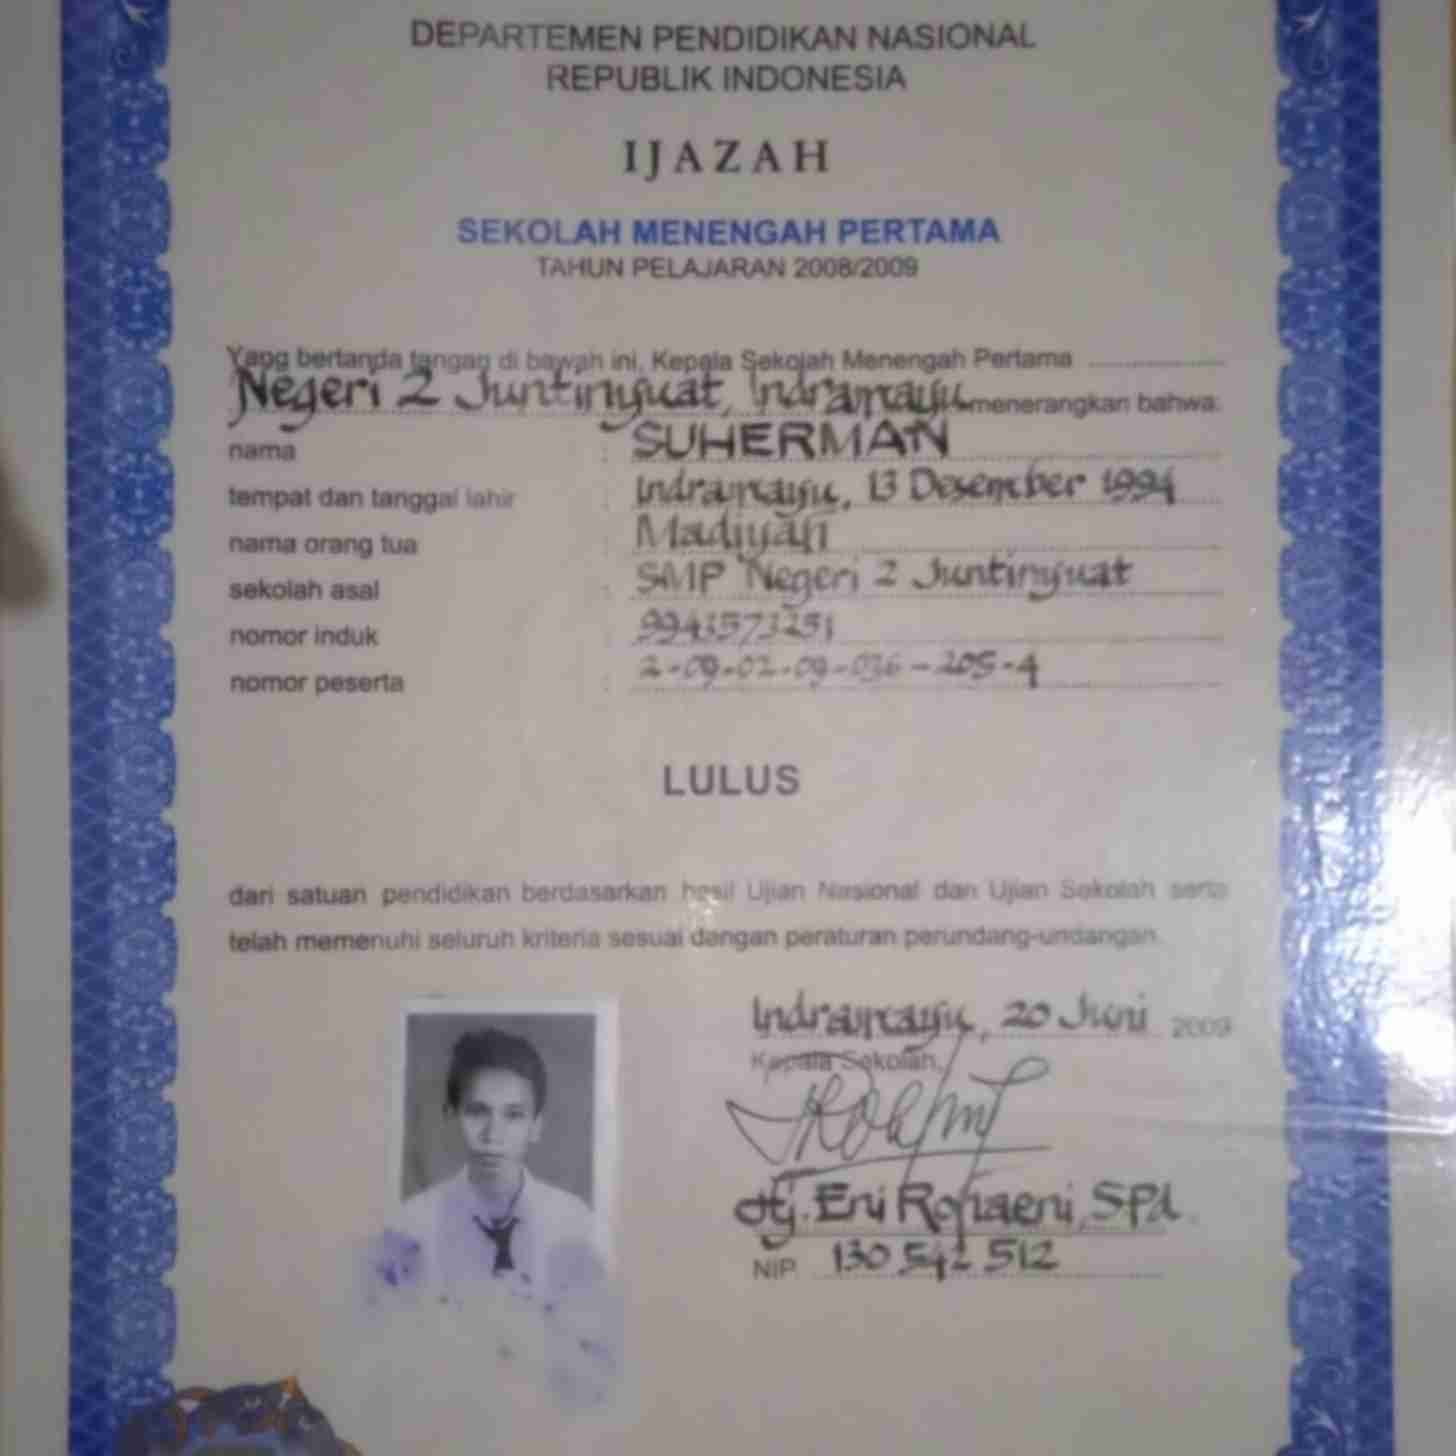 DEPARTEMEN PENDIDIKAN NASIONAL
REPUBLIK INDONESIA
IJAZAH
SEKOLAH MENENGAH PERTAMA
TAHUN PELAJARAN 2008/2009
Yang bertanda tangan di bawah ini, Kepala Sekolah Menengah Pertama
Negeri 2 Juntinyuat, Indramayu menerangkan bahwa:
nama : SUHERMAN
tempat dan tanggal lahir : Indramayu, 13 Desember 1994
nama orang tua : Madiyah
sekolah asal : SMP Negeri 2 Juntinyuat
nomor induk :
nomor peserta : 2-09-02-09-036-205-4
LULUS
dari satuan pendidikan berdasarkan hasil Ujian Nasional dan Ujian Sekolah serta
telah memenuhi seluruh kriteria sesuai dengan peraturan perundang-undangan.
Indramayu, 20 Juni 2009
Kepala Sekolah,
Hj. Eni Rohaeni, SPd.
NIP. 130 542 512